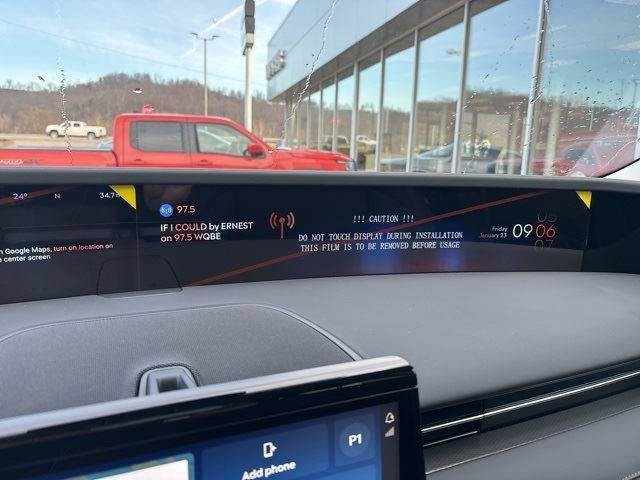 24° N 34.7
n Google Maps, turn on location on
center screen
97.5
IF I COULD by ERNEST
on 97.5 WQBE
!!! CAUTION !!!
DO NOT TOUCH DISPLAY DURING INSTALLATION
THIS FILM IS TO BE REMOVED BEFORE USAGE
Friday
January 23
09 06
05
07
Add phone
P1